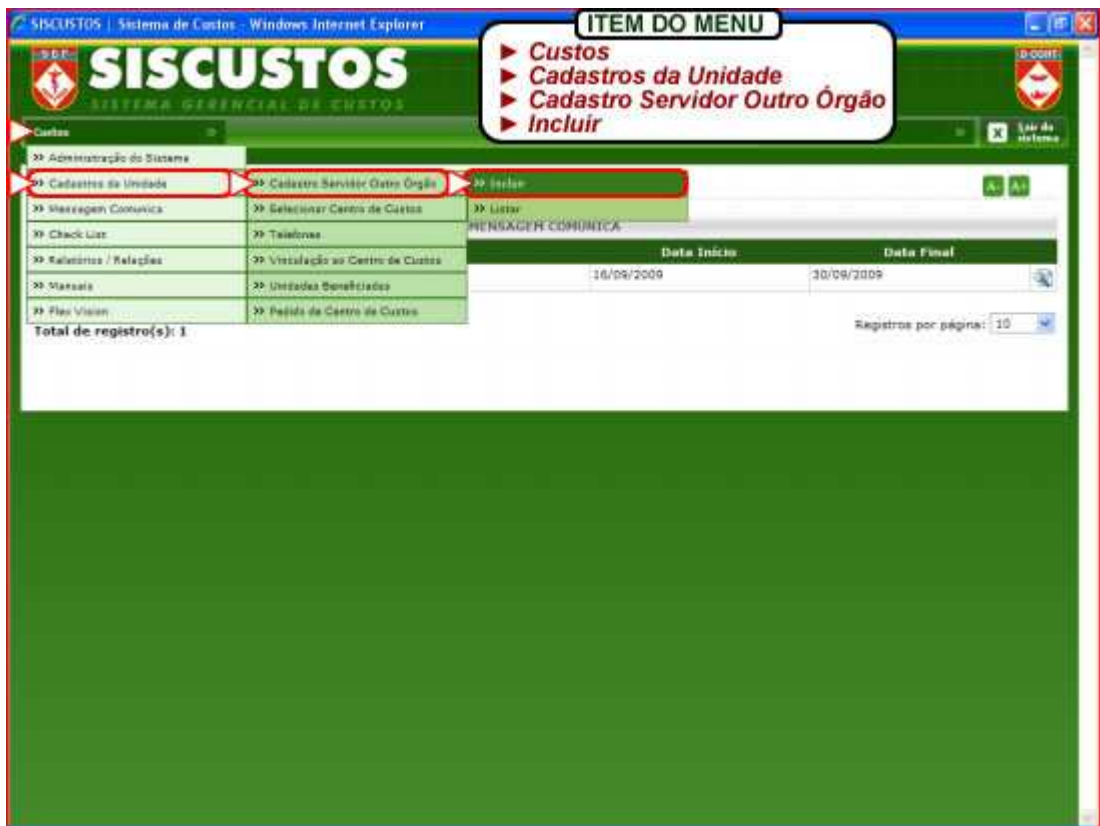 SISCUSTOS | Sistema de Custos - Windows Internet Explorer
ITEM DO MENU
► Custos
► Cadastros da Unidade
► Cadastro Servidor Outro Órgão
► Incluir
SEF
SISCUSTOS
SISTEMA GERENCIAL DE CUSTOS
D CONT
Custos
X Sair do sistema
» Administração do Sistema
» Cadastros da Unidade
» Mensagem Comunica
» Check List
» Relatórios / Relações
» Manuais
» Flex Vision
» Cadastro Servidor Outro Órgão
» Selecionar Centro de Custos
» Telefones
» Vinculação ao Centro de Custos
» Unidades Beneficiadas
» Pedido de Centro de Custos
» Incluir
» Listar
A- A+
MENSAGEM COMUNICA
Data Início Data Final
16/09/2009 30/09/2009
Total de registro(s): 1
Registros por página: 10